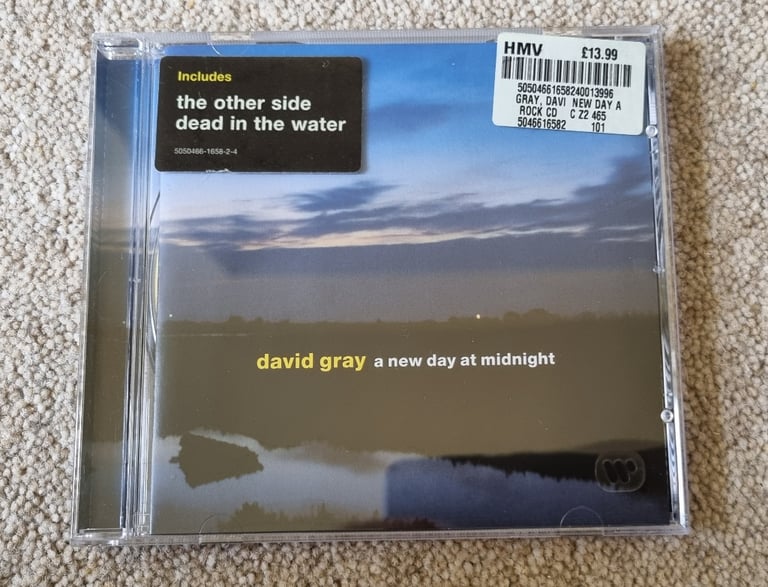 Includes
the other side
dead in the water
5050466-1658-2-4
HMV £13.99
50504661658240013996
GRAY, DAVI NEW DAY A
ROCK CD C Z2 465
5046616582 101
david gray a new day at midnight